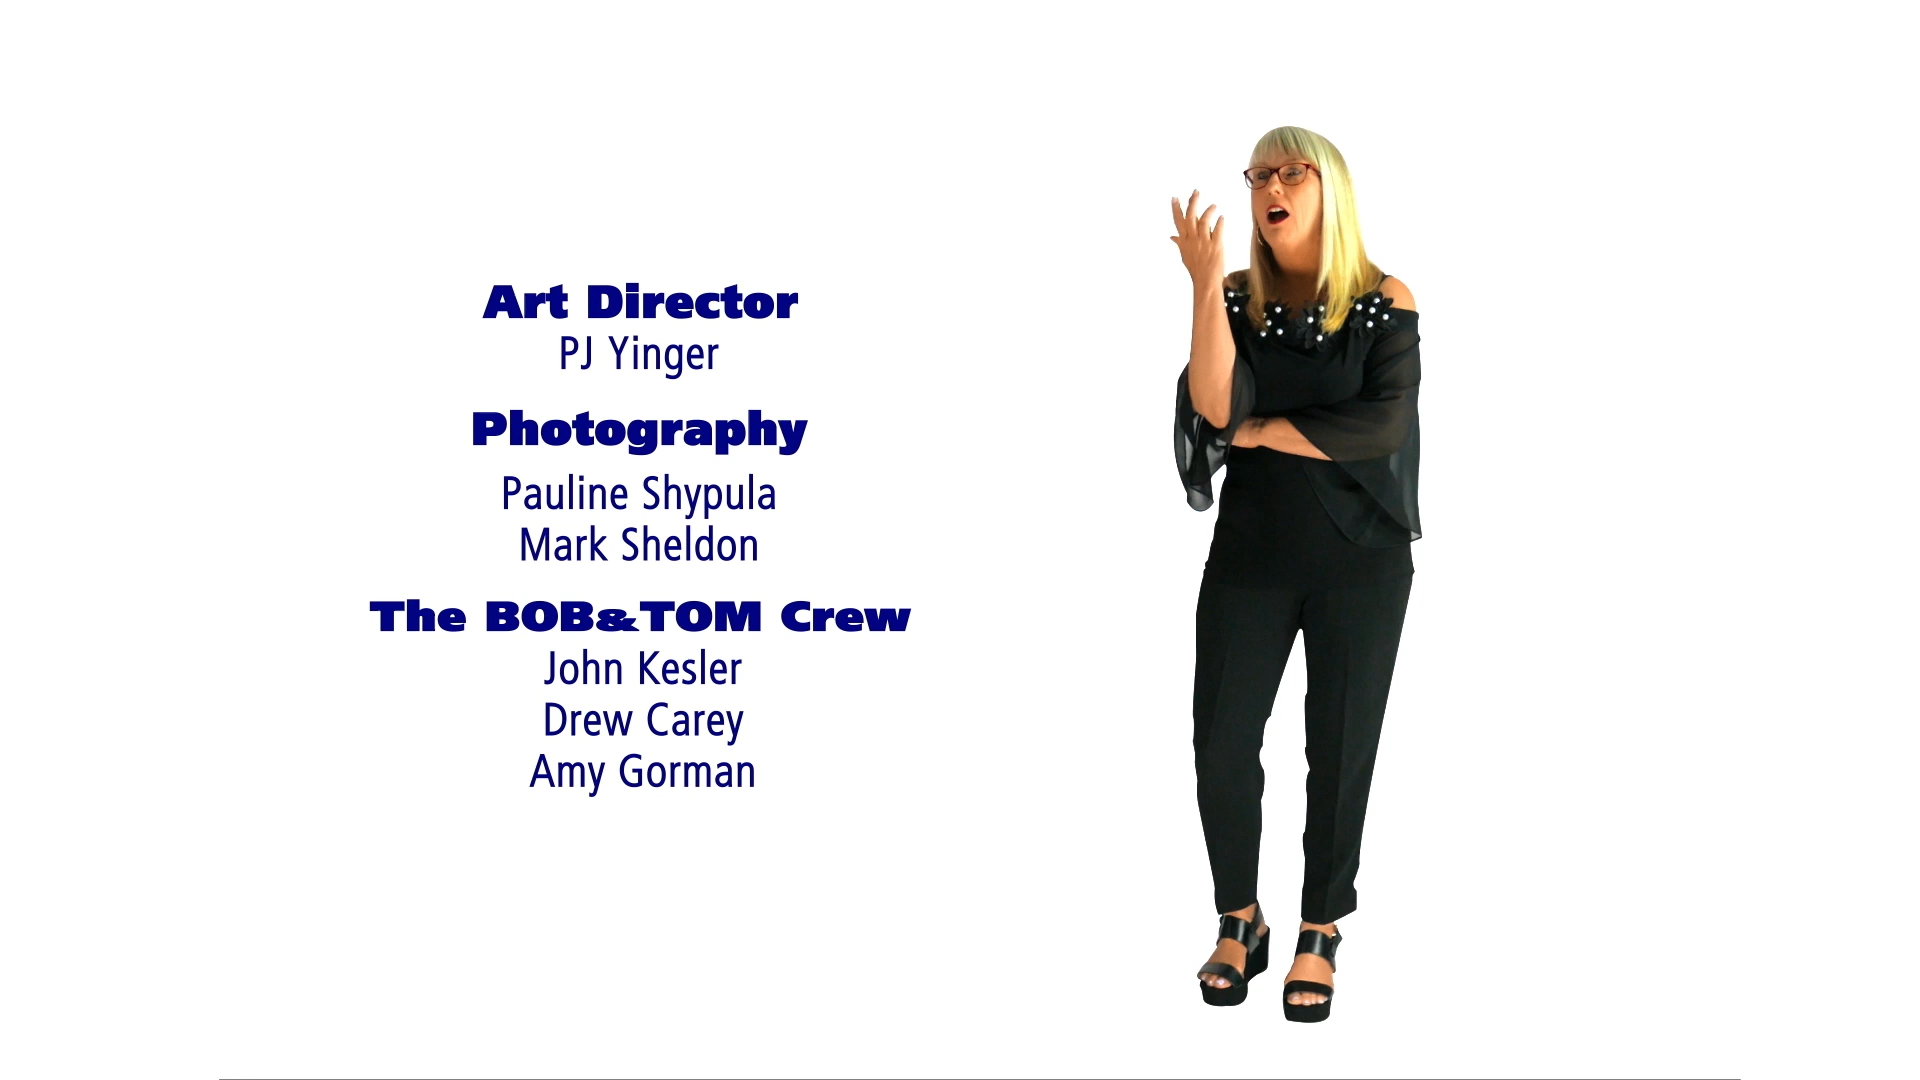 Art Director
PJ Yinger
Photography
Pauline Shypula
Mark Sheldon
The BOB&TOM Crew
John Kesler
Drew Carey
Amy Gorman